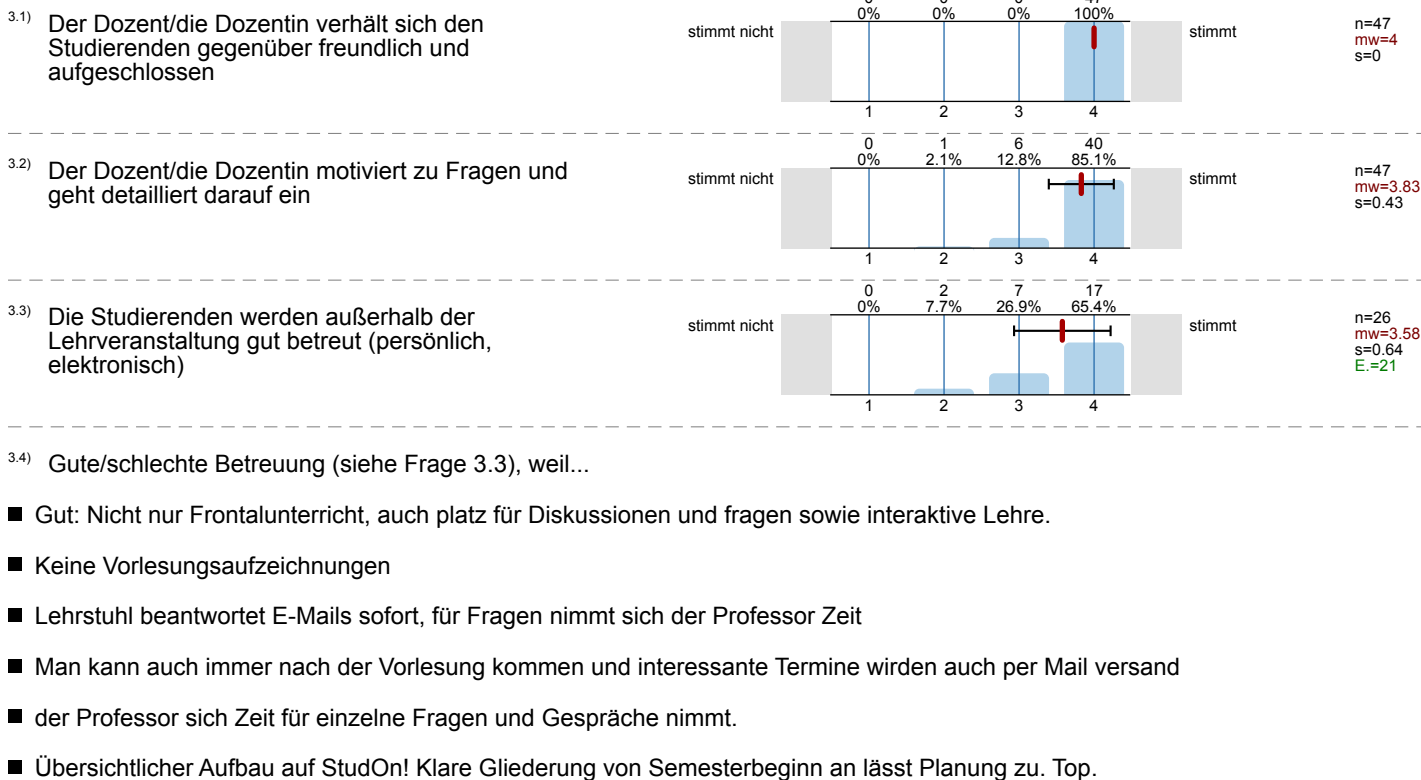 0 0 0 47
0% 0% 0% 100%
3.1) Der Dozent/die Dozentin verhält sich den
Studierenden gegenüber freundlich und
aufgeschlossen
stimmt nicht
stimmt
n=47
mw=4
s=0
1 2 3 4
0 1 6 40
0% 2.1% 12.8% 85.1%
3.2) Der Dozent/die Dozentin motiviert zu Fragen und
geht detailliert darauf ein
stimmt nicht
stimmt
n=47
mw=3.83
s=0.43
1 2 3 4
0 2 7 17
0% 7.7% 26.9% 65.4%
3.3) Die Studierenden werden außerhalb der
Lehrveranstaltung gut betreut (persönlich,
elektronisch)
stimmt nicht
stimmt
n=26
mw=3.58
s=0.64
E.=21
1 2 3 4
3.4) Gute/schlechte Betreuung (siehe Frage 3.3), weil...
Gut: Nicht nur Frontalunterricht, auch platz für Diskussionen und fragen sowie interaktive Lehre.
Keine Vorlesungsaufzeichnungen
Lehrstuhl beantwortet E-Mails sofort, für Fragen nimmt sich der Professor Zeit
Man kann auch immer nach der Vorlesung kommen und interessante Termine wirden auch per Mail versand
der Professor sich Zeit für einzelne Fragen und Gespräche nimmt.
Übersichtlicher Aufbau auf StudOn! Klare Gliederung von Semesterbeginn an lässt Planung zu. Top.